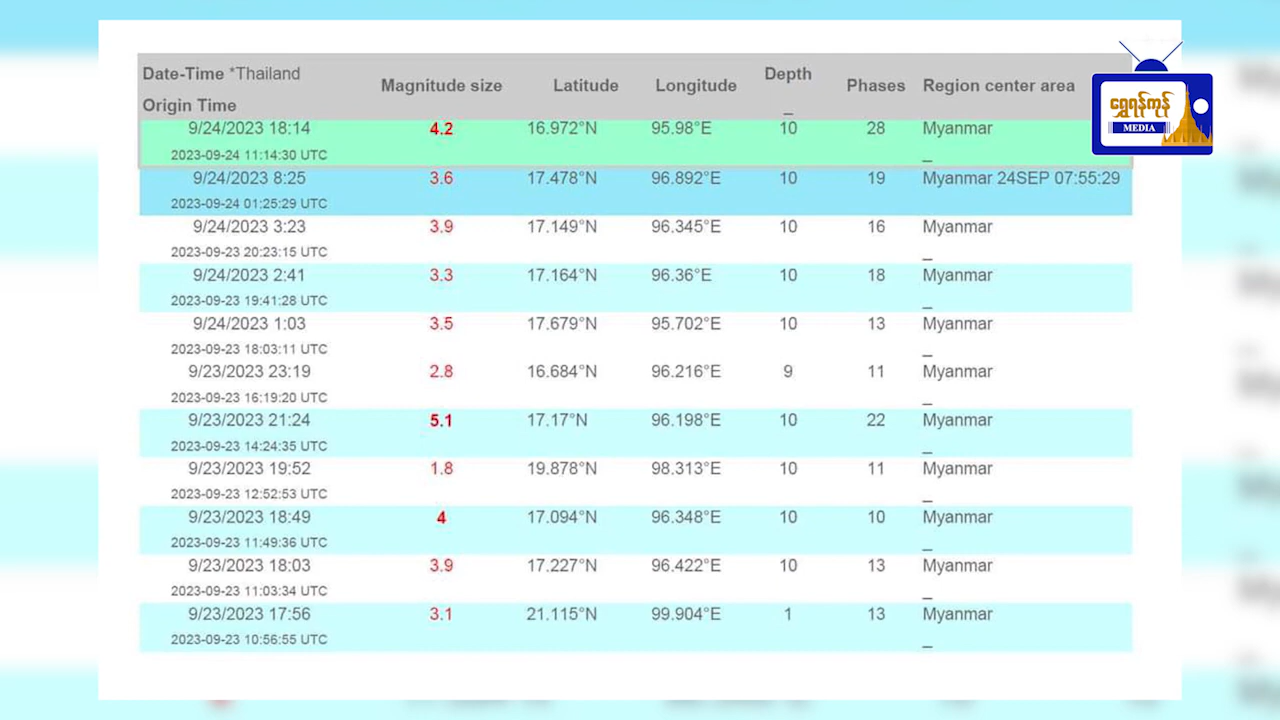 Date-Time *Thailand
Origin Time
Magnitude size Latitude Longitude Depth Phases Region center area
_
9/24/2023 18:14 4.2 16.972°N 95.98°E 10 28 Myanmar
2023-09-24 11:14:30 UTC _
9/24/2023 8:25 3.6 17.478°N 96.892°E 10 19 Myanmar 24SEP 07:55:29
2023-09-24 01:25:29 UTC
9/24/2023 3:23 3.9 17.149°N 96.345°E 10 16 Myanmar
2023-09-23 20:23:15 UTC _
9/24/2023 2:41 3.3 17.164°N 96.36°E 10 18 Myanmar
2023-09-23 19:41:28 UTC _
9/24/2023 1:03 3.5 17.679°N 95.702°E 10 13 Myanmar
2023-09-23 18:03:11 UTC _
9/23/2023 23:19 2.8 16.684°N 96.216°E 9 11 Myanmar
2023-09-23 16:19:20 UTC _
9/23/2023 21:24 5.1 17.17°N 96.198°E 10 22 Myanmar
2023-09-23 14:24:35 UTC _
9/23/2023 19:52 1.8 19.878°N 98.313°E 10 11 Myanmar
2023-09-23 12:52:53 UTC _
9/23/2023 18:49 4 17.094°N 96.348°E 10 10 Myanmar
2023-09-23 11:49:36 UTC _
9/23/2023 18:03 3.9 17.227°N 96.422°E 10 13 Myanmar
2023-09-23 11:03:34 UTC _
9/23/2023 17:56 3.1 21.115°N 99.904°E 1 13 Myanmar
2023-09-23 10:56:55 UTC _
ရွှေရန်ကုန်
MEDIA